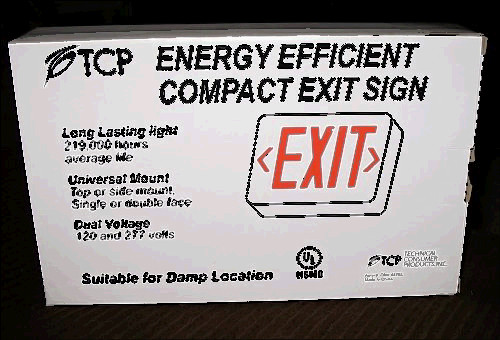 TCP ENERGY EFFICIENT
COMPACT EXIT SIGN
Long Lasting light
219,000 hours
average life
Universal Mount
Top or side mount,
Single or double face
Dual Voltage
120 and 277 volts
Suitable for Damp Location
<EXIT>
UL
TCP
TECHNICAL
CONSUMER
PRODUCTS, INC.